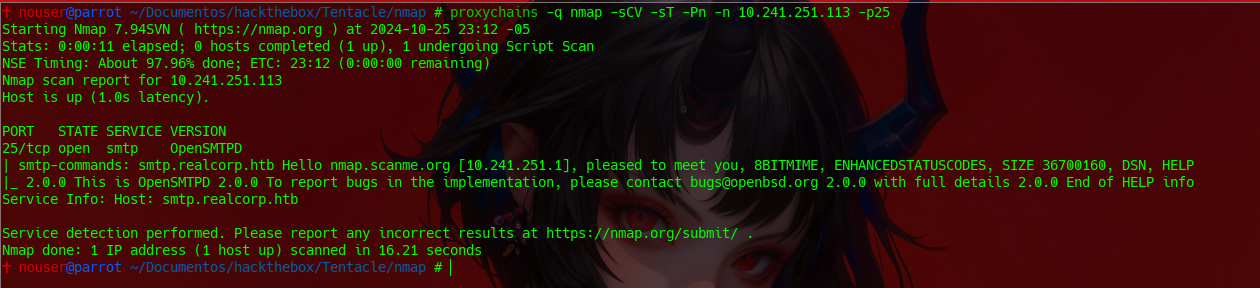 † nouser@parrot ~/Documentos/hackthebox/Tentacle/nmap # proxychains -q nmap -sCV -sT -Pn -n 10.241.251.113 -p25
Starting Nmap 7.94SVN ( https://nmap.org ) at 2024-10-25 23:12 -05
Stats: 0:00:11 elapsed; 0 hosts completed (1 up), 1 undergoing Script Scan
NSE Timing: About 97.96% done; ETC: 23:12 (0:00:00 remaining)
Nmap scan report for 10.241.251.113
Host is up (1.0s latency).
PORT   STATE SERVICE VERSION
25/tcp open  smtp    OpenSMTPD
| smtp-commands: smtp.realcorp.htb Hello nmap.scanme.org [10.241.251.1], pleased to meet you, 8BITMIME, ENHANCEDSTATUSCODES, SIZE 36700160, DSN, HELP
|_ 2.0.0 This is OpenSMTPD 2.0.0 To report bugs in the implementation, please contact bugs@openbsd.org 2.0.0 with full details 2.0.0 End of HELP info
Service Info: Host: smtp.realcorp.htb
Service detection performed. Please report any incorrect results at https://nmap.org/submit/ .
Nmap done: 1 IP address (1 host up) scanned in 16.21 seconds
† nouser@parrot ~/Documentos/hackthebox/Tentacle/nmap #